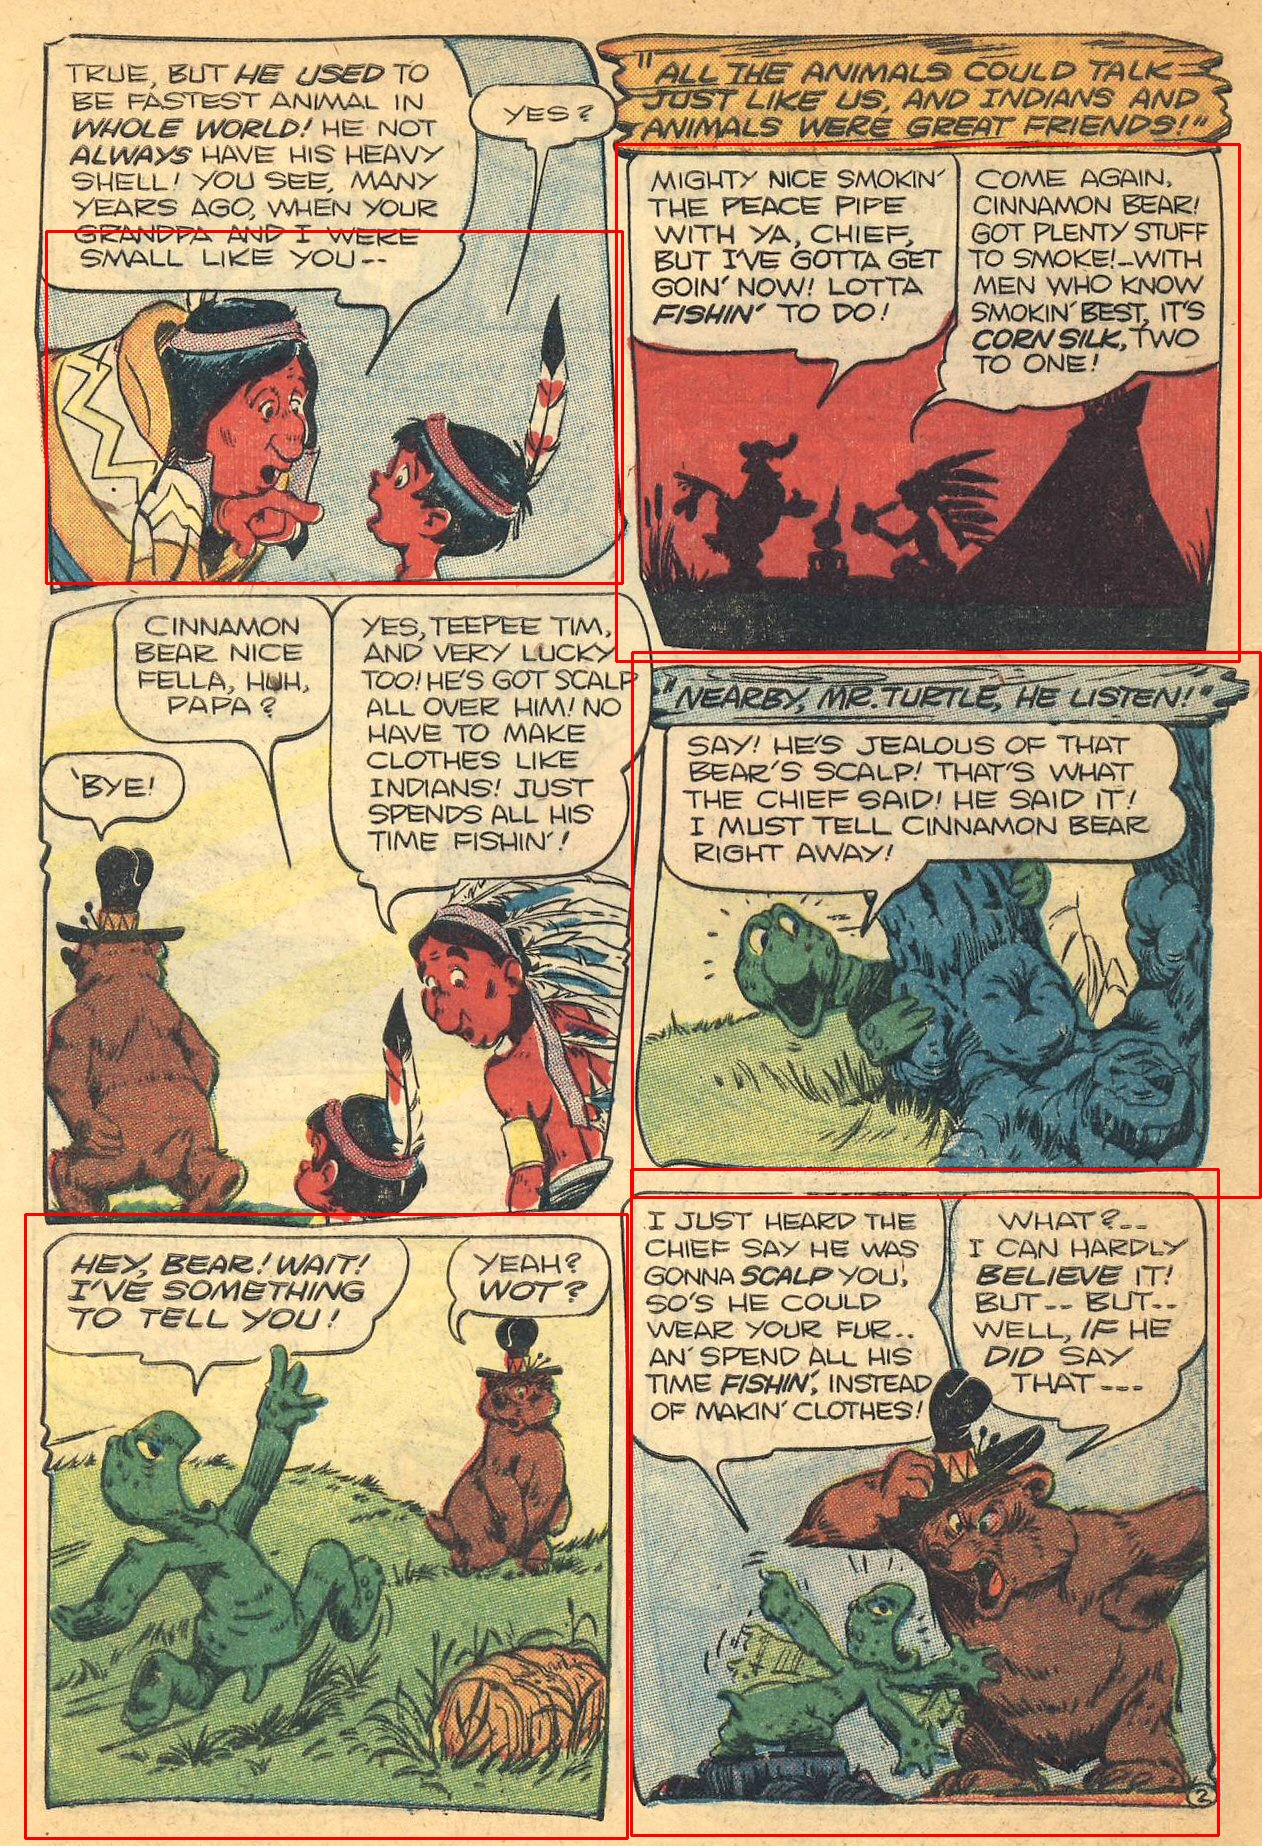 TRUE, BUT HE USED TO
BE FASTEST ANIMAL IN
WHOLE WORLD! HE NOT
ALWAYS HAVE HIS HEAVY
SHELL! YOU SEE, MANY
YEARS AGO, WHEN YOUR
GRANDPA AND I WERE
SMALL LIKE YOU--
YES?
"ALL THE ANIMALS COULD TALK
JUST LIKE US, AND INDIANS AND
ANIMALS WERE GREAT FRIENDS!"
MIGHTY NICE SMOKIN'
THE PEACE PIPE
WITH YA, CHIEF,
BUT I'VE GOTTA GET
GOIN' NOW! LOTTA
FISHIN' TO DO!
COME AGAIN,
CINNAMON BEAR!
GOT PLENTY STUFF
TO SMOKE!-WITH
MEN WHO KNOW
SMOKIN' BEST, IT'S
CORN SILK, TWO
TO ONE!
'BYE!
CINNAMON
BEAR NICE
FELLA, HUH,
PAPA?
YES, TEEPEE TIM,
AND VERY LUCKY
TOO! HE'S GOT SCALP
ALL OVER HIM! NO
HAVE TO MAKE
CLOTHES LIKE
INDIANS! JUST
SPENDS ALL HIS
TIME FISHIN'!
"NEARBY, MR. TURTLE, HE LISTEN!"
SAY! HE'S JEALOUS OF THAT
BEAR'S SCALP! THAT'S WHAT
THE CHIEF SAID! HE SAID IT!
I MUST TELL CINNAMON BEAR
RIGHT AWAY!
HEY, BEAR! WAIT!
I'VE SOMETHING
TO TELL YOU!
YEAH?
WOT?
I JUST HEARD THE
CHIEF SAY HE WAS
GONNA SCALP YOU,
SO'S HE COULD
WEAR YOUR FUR..
AN' SPEND ALL HIS
TIME FISHIN', INSTEAD
OF MAKIN' CLOTHES!
WHAT?--
I CAN HARDLY
BELIEVE IT!
BUT-- BUT--
WELL, IF HE
DID SAY
THAT---
2